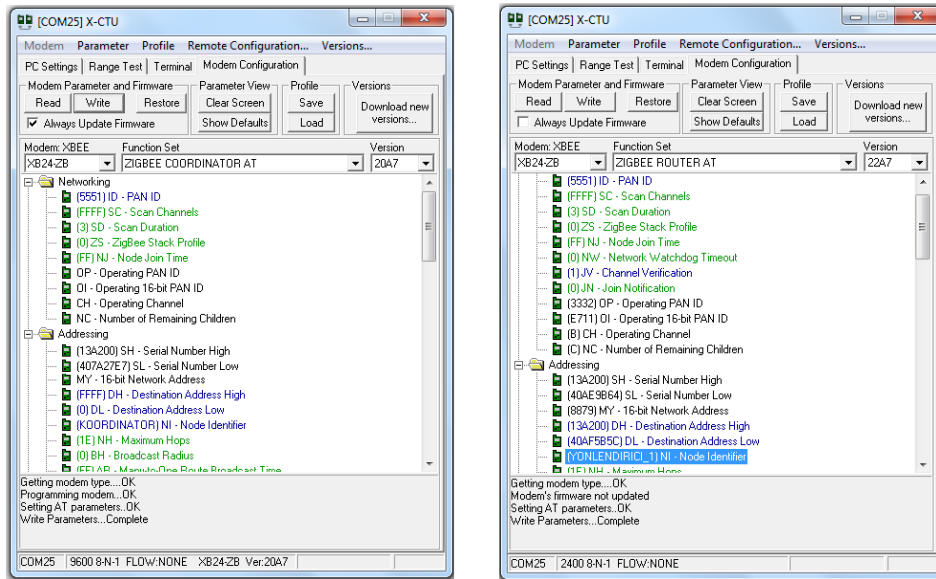 [COM25] X-CTU
Modem Parameter Profile Remote Configuration... Versions...
PC Settings Range Test Terminal Modem Configuration
Modem Parameter and Firmware Parameter View Profile Versions
Read Write Restore Clear Screen Save Download new versions...
Always Update Firmware Show Defaults Load
Modem: XBEE Function Set Version
XB24-ZB ZIGBEE COORDINATOR AT 20A7
Networking
(5551) ID - PAN ID
(FFFF) SC - Scan Channels
(3) SD - Scan Duration
(0) ZS - ZigBee Stack Profile
(FF) NJ - Node Join Time
OP - Operating PAN ID
OI - Operating 16-bit PAN ID
CH - Operating Channel
NC - Number of Remaining Children
Addressing
(13A200) SH - Serial Number High
(407A27E7) SL - Serial Number Low
MY - 16-bit Network Address
(FFFF) DH - Destination Address High
(0) DL - Destination Address Low
(KOORDINATOR) NI - Node Identifier
(1E) NH - Maximum Hops
(0) BH - Broadcast Radius
(FF) AR - Many-to-One Route Broadcast Time
Getting modem type....OK
Programming modem...OK
Setting AT parameters..OK
Write Parameters...Complete
COM25 9600 8-N-1 FLOW:NONE XB24-ZB Ver:20A7
[COM25] X-CTU
Modem Parameter Profile Remote Configuration... Versions...
PC Settings Range Test Terminal Modem Configuration
Modem Parameter and Firmware Parameter View Profile Versions
Read Write Restore Clear Screen Save Download new versions...
Always Update Firmware Show Defaults Load
Modem: XBEE Function Set Version
XB24-ZB ZIGBEE ROUTER AT 22A7
(5551) ID - PAN ID
(FFFF) SC - Scan Channels
(3) SD - Scan Duration
(0) ZS - ZigBee Stack Profile
(FF) NJ - Node Join Time
(0) NW - Network Watchdog Timeout
(1) JV - Channel Verification
(0) JN - Join Notification
(3332) OP - Operating PAN ID
(E711) OI - Operating 16-bit PAN ID
(B) CH - Operating Channel
(C) NC - Number of Remaining Children
Addressing
(13A200) SH - Serial Number High
(40AE9B64) SL - Serial Number Low
(8879) MY - 16-bit Network Address
(13A200) DH - Destination Address High
(40AF5B5C) DL - Destination Address Low
(YONLENDIRICI_1) NI - Node Identifier
(1E) NH - Maximum Hops
Getting modem type....OK
Modem's firmware not updated
Setting AT parameters..OK
Write Parameters...Complete
COM25 2400 8-N-1 FLOW:NONE